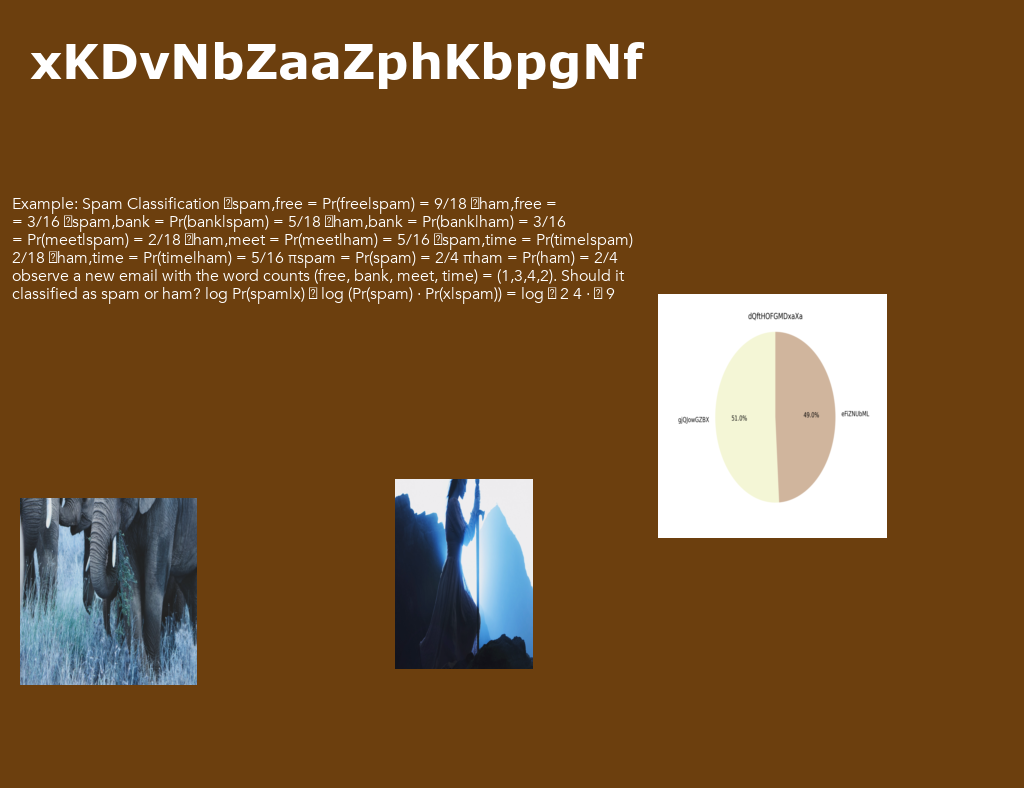 xKDvNbZaaZphKbpgNf
Example: Spam Classification �spam,free = Pr(free|spam) = 9/18 �ham,free =
= 3/16 �spam,bank = Pr(bank|spam) = 5/18 �ham,bank = Pr(bank|ham) = 3/16
= Pr(meet|spam) = 2/18 �ham,meet = Pr(meet|ham) = 5/16 �spam,time = Pr(time|spam)
2/18 �ham,time = Pr(time|ham) = 5/16 πspam = Pr(spam) = 2/4 πham = Pr(ham) = 2/4
observe a new email with the word counts (free, bank, meet, time) = (1,3,4,2). Should it
classified as spam or ham? log Pr(spam|x) � log (Pr(spam) · Pr(x|spam)) = log � 2 4 · � 9
dQftHOFGMDxaXa
gjQJowGZBX
51.0%
49.0%
eFiZNUbML